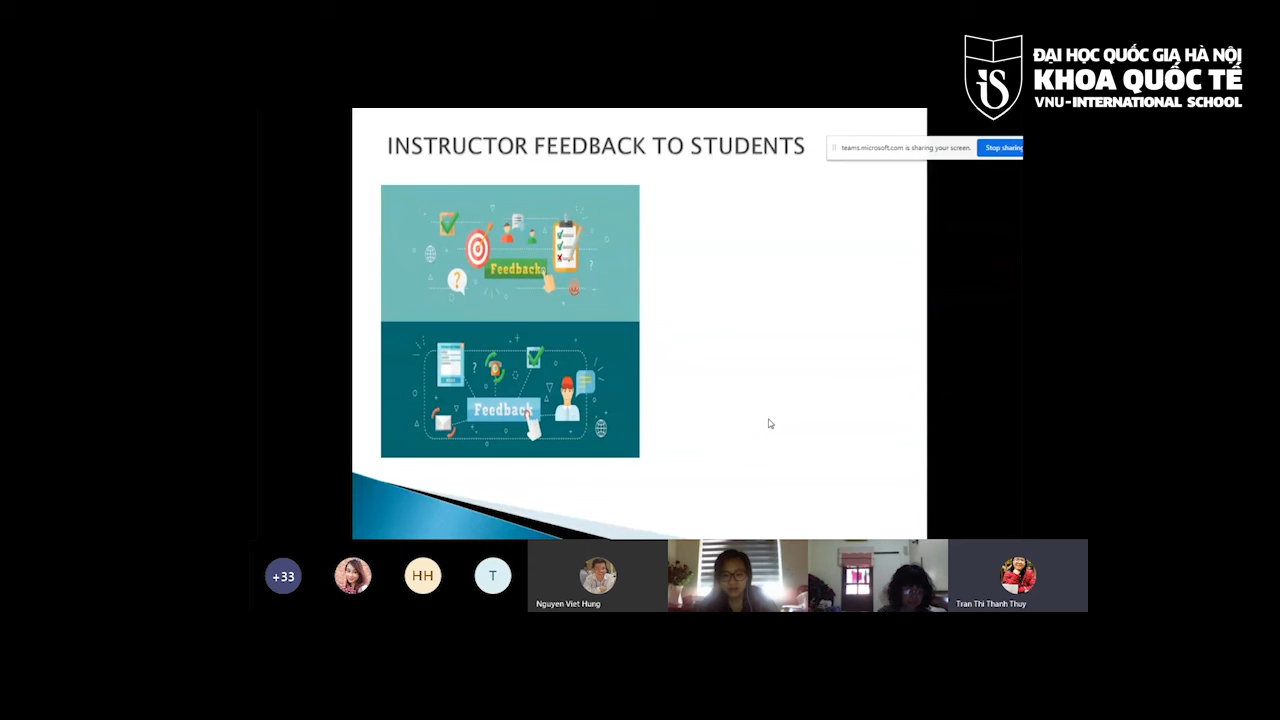 ĐẠI HỌC QUỐC GIA HÀ NỘI
KHOA QUỐC TẾ
VNU-INTERNATIONAL SCHOOL
iS
INSTRUCTOR FEEDBACK TO STUDENTS
teams.microsoft.com is sharing your screen.
Stop sharing
Feedback
?
?
Feedback
?
+33
HH
T
Nguyen Viet Hung
Tran Thi Thanh Thuy